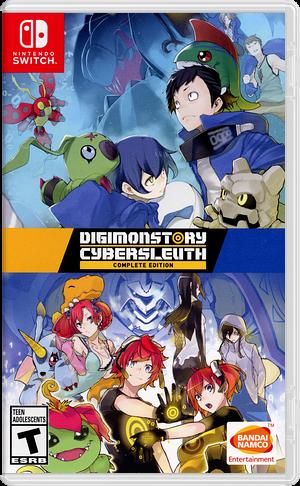 NINTENDO
SWITCH
DIGIMONSTORY
CYBERSLEUTH
COMPLETE EDITION
TEEN
ADOLESCENTS
T
ESRB
BANDAI
NAMCO
Entertainment